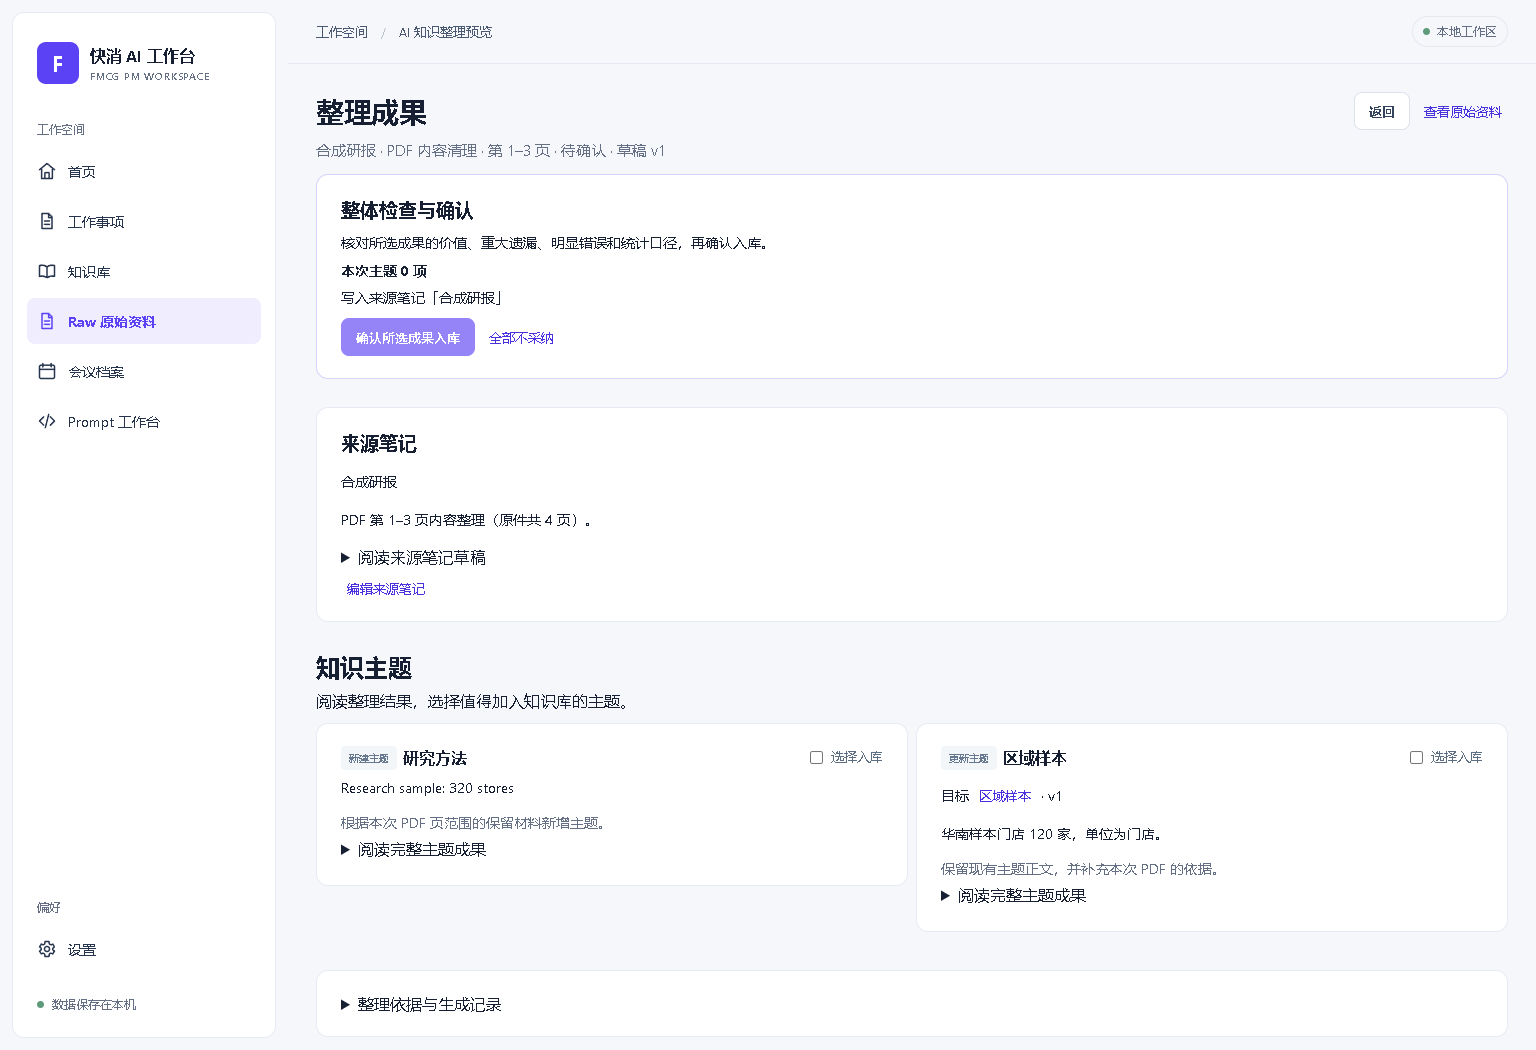 F
快消 AI 工作台
FMCG PM WORKSPACE
工作空间
首页
工作事项
知识库
Raw 原始资料
会议档案
Prompt 工作台
偏好
设置
数据保存在本机
工作空间 / AI 知识整理预览
本地工作区
整理成果
返回
查看原始资料
合成研报 · PDF 内容清理 · 第 1–3 页 · 待确认 · 草稿 v1
整体检查与确认
核对所选成果的价值、重大遗漏、明显错误和统计口径，再确认入库。
本次主题 0 项
写入来源笔记「合成研报」
确认所选成果入库
全部不采纳
来源笔记
合成研报
PDF 第 1–3 页内容整理（原件共 4 页）。
阅读来源笔记草稿
编辑来源笔记
知识主题
阅读整理结果，选择值得加入知识库的主题。
新建主题 研究方法
选择入库
Research sample: 320 stores
根据本次 PDF 页范围的保留材料新增主题。
阅读完整主题成果
更新主题 区域样本
选择入库
目标 区域样本 · v1
华南样本门店 120 家，单位为门店。
保留现有主题正文，并补充本次 PDF 的依据。
阅读完整主题成果
整理依据与生成记录